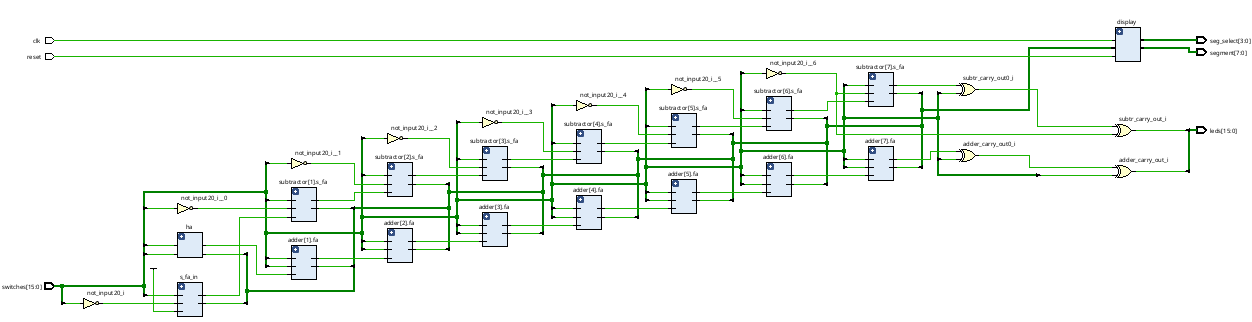 display
clk
seg_select[3:0]
reset
segment[7:0]
not_input20_i__6
subtractor[7].s_fa
subtr_carry_out0_i
not_input20_i__5
subtractor[6].s_fa
not_input20_i__4
subtractor[5].s_fa
not_input20_i__3
subtractor[4].s_fa
subtr_carry_out_i
leds[15:0]
not_input20_i__2
subtractor[3].s_fa
adder[7].fa
adder_carry_out0_i
not_input20_i__1
subtractor[2].s_fa
adder[6].fa
adder_carry_out_i
subtractor[1].s_fa
adder[5].fa
not_input20_i__0
adder[4].fa
adder[3].fa
ha
adder[2].fa
adder[1].fa
s_fa_in
switches[15:0]
not_input20_i